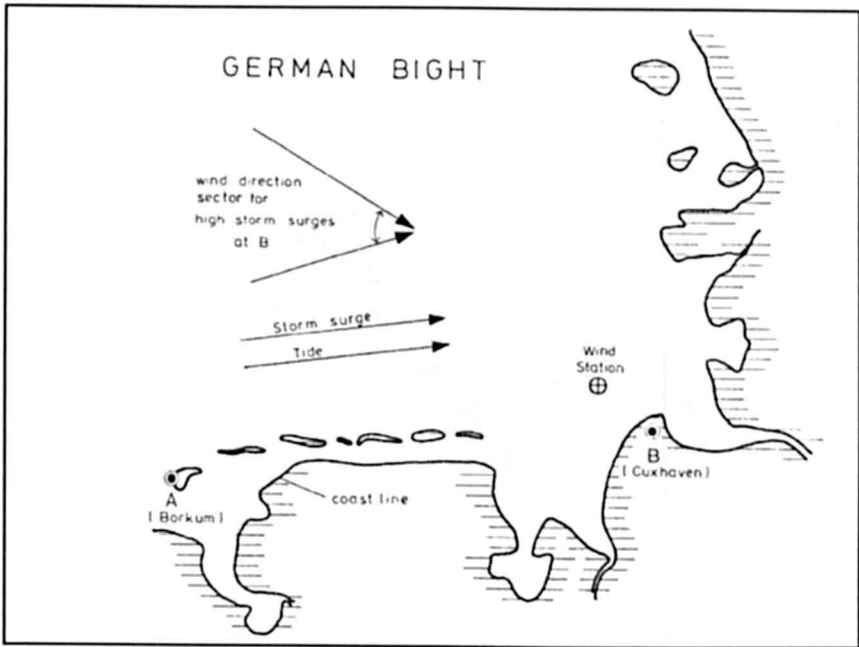 GERMAN BIGHT
wind direction
sector for
high storm surges
at B
Storm surge
Tide
Wind
Station
A
(Borkum)
coast line
B
(Cuxhaven)